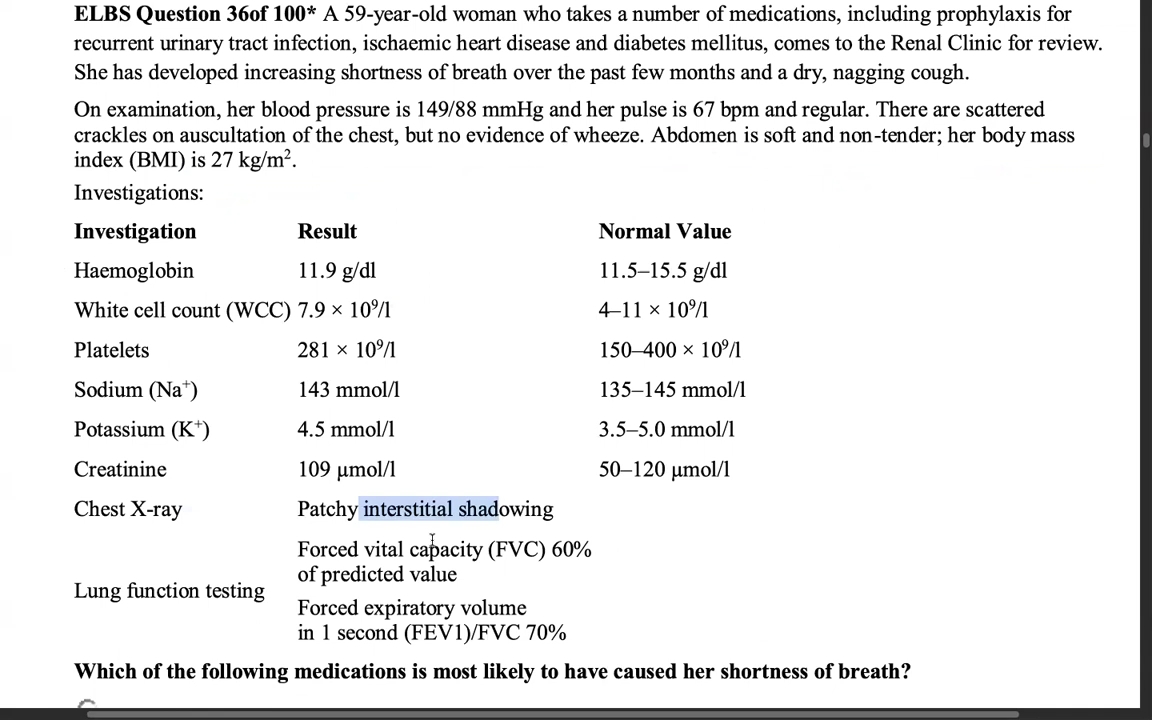 ELBS Question 36of 100* A 59-year-old woman who takes a number of medications, including prophylaxis for
recurrent urinary tract infection, ischaemic heart disease and diabetes mellitus, comes to the Renal Clinic for review.
She has developed increasing shortness of breath over the past few months and a dry, nagging cough.
On examination, her blood pressure is 149/88 mmHg and her pulse is 67 bpm and regular. There are scattered
crackles on auscultation of the chest, but no evidence of wheeze. Abdomen is soft and non-tender; her body mass
index (BMI) is 27 kg/m².
Investigations:
Investigation Result Normal Value
Haemoglobin 11.9 g/dl 11.5–15.5 g/dl
White cell count (WCC) 7.9 × 10⁹/l 4–11 × 10⁹/l
Platelets 281 × 10⁹/l 150–400 × 10⁹/l
Sodium (Na⁺) 143 mmol/l 135–145 mmol/l
Potassium (K⁺) 4.5 mmol/l 3.5–5.0 mmol/l
Creatinine 109 µmol/l 50–120 µmol/l
Chest X-ray Patchy interstitial shadowing
Forced vital capacity (FVC) 60%
of predicted value
Lung function testing
Forced expiratory volume
in 1 second (FEV1)/FVC 70%
Which of the following medications is most likely to have caused her shortness of breath?